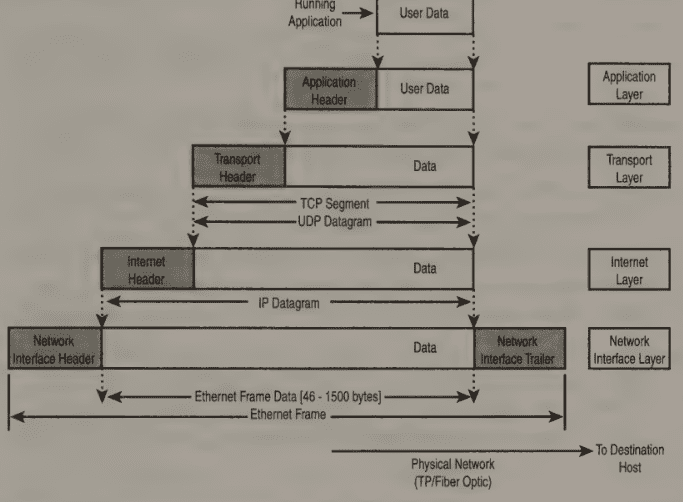 Running
Application
User Data
Application
Header
User Data
Application
Layer
Transport
Header
Data
Transport
Layer
TCP Segment
UDP Datagram
Internet
Header
Data
Internet
Layer
IP Datagram
Network
Interface Header
Data
Network
Interface Trailer
Network
Interface Layer
Ethernet Frame Data [46 - 1500 bytes]
Ethernet Frame
To Destination
Host
Physical Network
(TP/Fiber Optic)